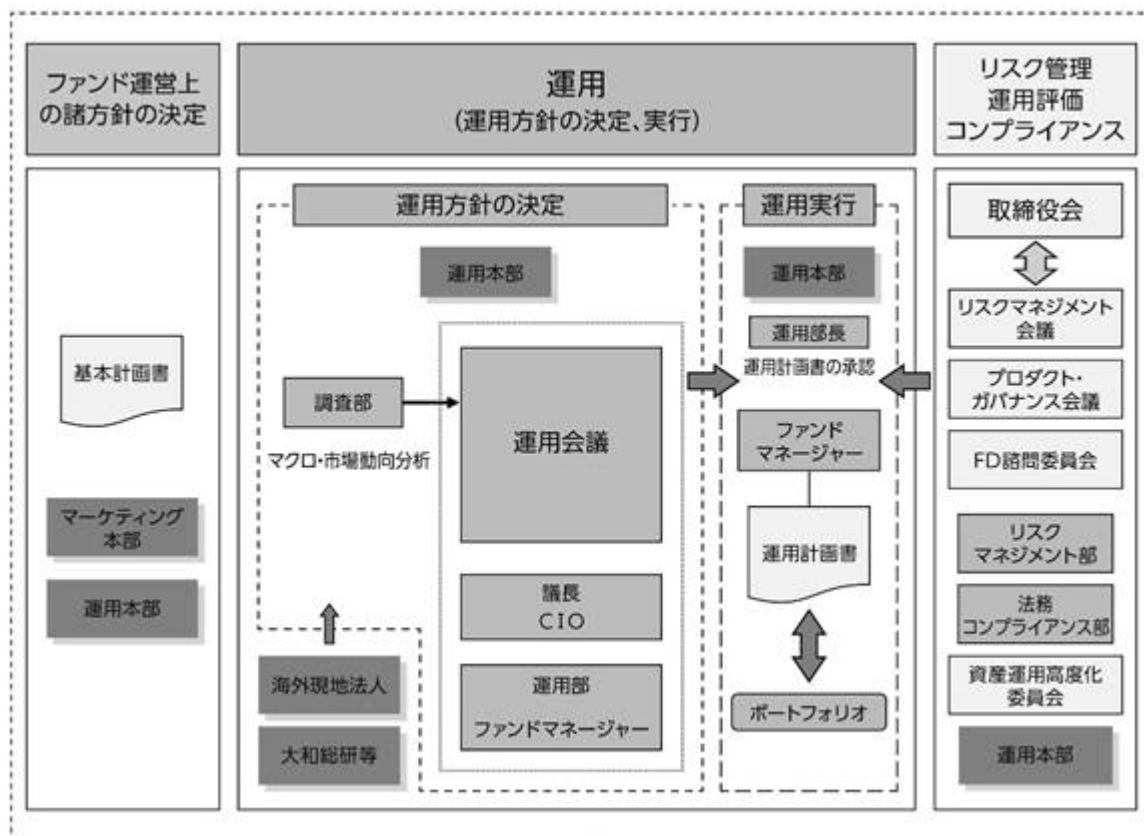 ファンド運営上
の諸方針の決定
運用
(運用方針の決定、実行)
リスク管理
運用評価
コンプライアンス
基本計画書
マーケティング
本部
運用本部
運用方針の決定
運用本部
調査部
マクロ・市場動向分析
運用会議
議長
CIO
運用部
ファンドマネージャー
海外現地法人
大和総研等
運用実行
運用本部
運用部長
運用計画書の承認
ファンド
マネージャー
運用計画書
ポートフォリオ
取締役会
リスクマネジメント
会議
プロダクト・
ガバナンス会議
FD諮問委員会
リスク
マネジメント部
法務
コンプライアンス部
資産運用高度化
委員会
運用本部